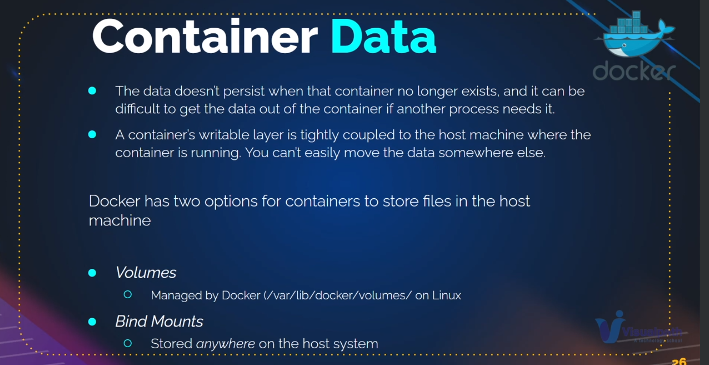 Container Data
docker
The data doesn't persist when that container no longer exists, and it can be
difficult to get the data out of the container if another process needs it.
A container's writable layer is tightly coupled to the host machine where the
container is running. You can't easily move the data somewhere else.
Docker has two options for containers to store files in the host
machine
Volumes
Managed by Docker (/var/lib/docker/volumes/ on Linux
Bind Mounts
Stored anywhere on the host system
26